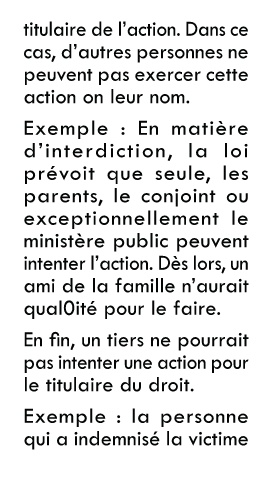 titulaire de l’action. Dans ce
cas, d’autres personnes ne
peuvent pas exercer cette
action on leur nom.
Exemple : En matière
d’interdiction, la loi
prévoit que seule, les
parents, le conjoint ou
exceptionnellement le
ministère public peuvent
intenter l’action. Dès lors, un
ami de la famille n’aurait
qual0ité pour le faire.
En fin, un tiers ne pourrait
pas intenter une action pour
le titulaire du droit.
Exemple : la personne
qui a indemnisé la victime